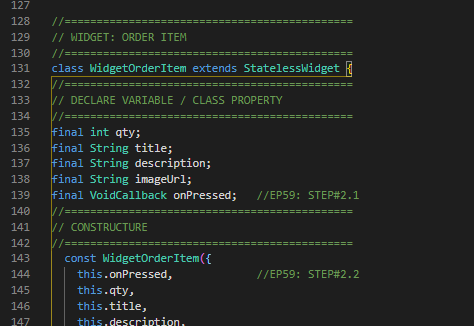 127
128 //============================================
129 // WIDGET: ORDER ITEM
130 //============================================
131 class WidgetOrderItem extends StatelessWidget {
132 //============================================
133 // DECLARE VARIABLE / CLASS PROPERTY
134 //============================================
135 final int qty;
136 final String title;
137 final String description;
138 final String imageUrl;
139 final VoidCallback onPressed;   //EP59: STEP#2.1
140 //============================================
141 // CONSTRUCTURE
142 //============================================
143   const WidgetOrderItem({
144     this.onPressed,             //EP59: STEP#2.2
145     this.qty,
146     this.title,
147     this.description,